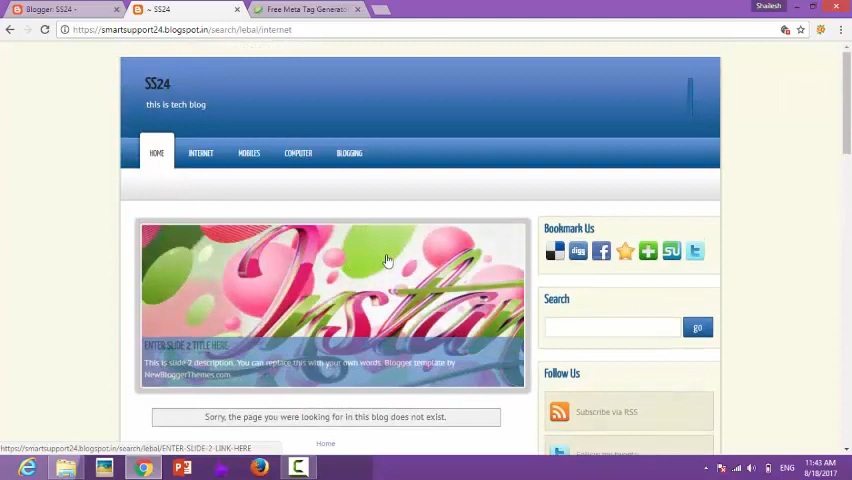 Shailesh
Blogger: SS24 -
~ SS24
Free Meta Tag Generato
https://smartsupport24.blogspot.in/search/lebal/internet
SS24
this is tech blog
HOME INTERNET MOBILES COMPUTER BLOGGING
Bookmark Us
digg
Instan
Search
go
ENTER SLIDE 2 TITLE HERE
This is slide 2 description. You can replace this with your own words. Blogger template by
NewBloggerThemes.com
Follow Us
Sorry, the page you were looking for in this blog does not exist.
Subscribe via RSS
Home
https://smartsupport24.blogspot.in/search/lebal/ENTER-SLIDE-2-LINK-HERE
ENG
11:43 AM
8/18/2017